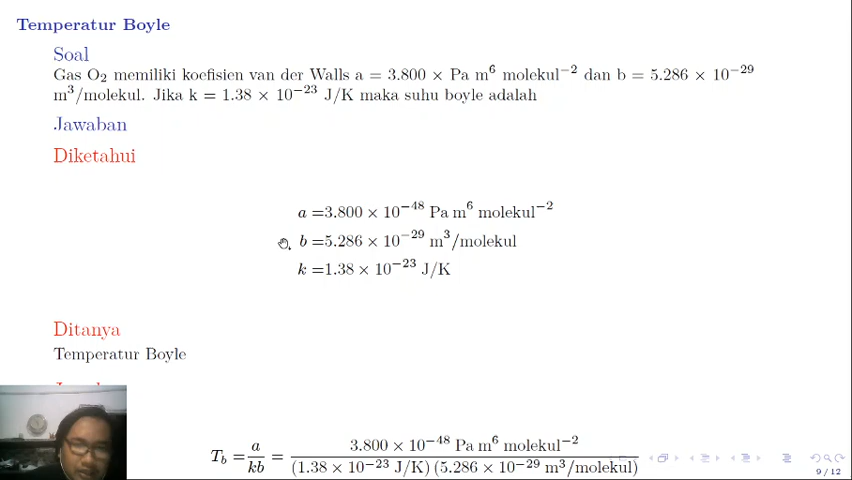 Temperatur Boyle
Soal
Gas O₂ memiliki koefisien van der Walls a = 3.800 × Pa m⁶ molekul⁻² dan b = 5.286 × 10⁻²⁹
m³/molekul. Jika k = 1.38 × 10⁻²³ J/K maka suhu boyle adalah
Jawaban
Diketahui
a =3.800 × 10⁻⁴⁸ Pa m⁶ molekul⁻²
b =5.286 × 10⁻²⁹ m³/molekul
k =1.38 × 10⁻²³ J/K
Ditanya
Temperatur Boyle
T_b = a/kb = 3.800 × 10⁻⁴⁸ Pa m⁶ molekul⁻² / (1.38 × 10⁻²³ J/K) (5.286 × 10⁻²⁹ m³/molekul)
9 / 12